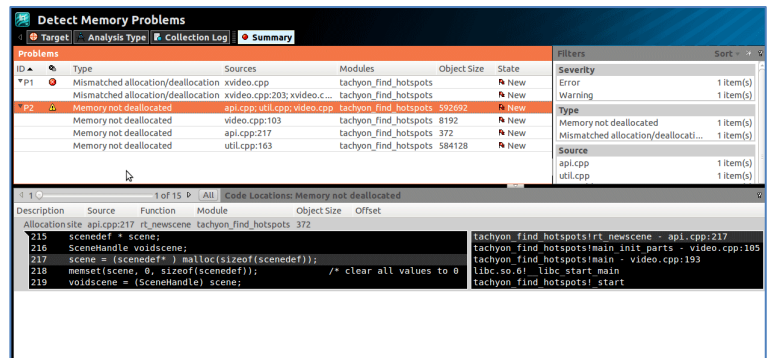 Detect Memory Problems
Target Analysis Type Collection Log Summary
Problems
ID Type Sources Modules Object Size State
P1 Mismatched allocation/deallocation xvideo.cpp tachyon_find_hotspots New
Mismatched allocation/deallocation xvideo.cpp:203; xvideo.c... tachyon_find_hotspots New
P2 Memory not deallocated api.cpp; util.cpp; video.cpp tachyon_find_hotspots 592692 New
Memory not deallocated video.cpp:103 tachyon_find_hotspots 8192 New
Memory not deallocated api.cpp:217 tachyon_find_hotspots 372 New
Memory not deallocated util.cpp:163 tachyon_find_hotspots 584128 New
Filters Sort
Severity
Error 1 item(s)
Warning 1 item(s)
Type
Memory not deallocated 1 item(s)
Mismatched allocation/deallocati... 1 item(s)
Source
api.cpp 1 item(s)
util.cpp 1 item(s)
1 1 of 15 All Code Locations: Memory not deallocated
Description Source Function Module Object Size Offset
Allocation site api.cpp:217 rt_newscene tachyon_find_hotspots 372
215 scenedef * scene;
216 SceneHandle voidscene;
217 scene = (scenedef* ) malloc(sizeof(scenedef));
218 memset(scene, 0, sizeof(scenedef)); /* clear all values to 0
219 voidscene = (SceneHandle) scene;
tachyon_find_hotspots!rt_newscene - api.cpp:217
tachyon_find_hotspots!main_init_parts - video.cpp:105
tachyon_find_hotspots!main - video.cpp:193
libc.so.6!__libc_start_main
tachyon_find_hotspots!_start